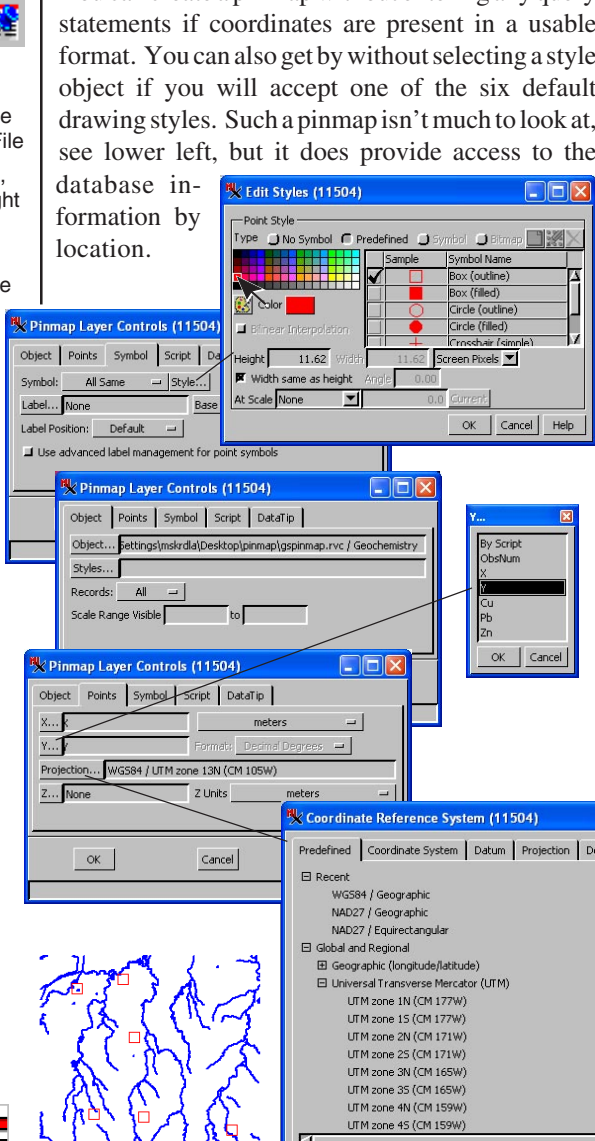 statements if coordinates are present in a usable
format. You can also get by without selecting a style
object if you will accept one of the six default
drawing styles. Such a pinmap isn't much to look at,
see lower left, but it does provide access to the
database in-
formation by
location.
Edit Styles (11504)
Point Style
Type No Symbol Predefined Symbol Bitmap
Sample Symbol Name
Box (outline)
Box (filled)
Circle (outline)
Circle (filled)
Crosshair (simple)
Color
Bilinear Interpolation
Height 11.62 Width 11.62 Screen Pixels
Width same as height Angle 0.00
At Scale None 0.0 Current
OK Cancel Help
Pinmap Layer Controls (11504)
Object Points Symbol Script
Symbol: All Same Style...
Label... None Base
Label Position: Default
Use advanced label management for point symbols
Pinmap Layer Controls (11504)
Object Points Symbol Script DataTip
Object... Settings\mskrdla\Desktop\pinmap\gspinmap.rvc / Geochemistry
Styles...
Records: All
Scale Range Visible to
Y...
By Script
ObsNum
X
Y
Cu
Pb
Zn
OK Cancel
Pinmap Layer Controls (11504)
Object Points Symbol Script DataTip
X... X meters
Y... Y Format: Decimal Degrees
Projection... WGS84 / UTM zone 13N (CM 105W)
Z... None Z Units meters
OK Cancel
Coordinate Reference System (11504)
Predefined Coordinate System Datum Projection
Recent
WGS84 / Geographic
NAD27 / Geographic
NAD27 / Equirectangular
Global and Regional
Geographic (longitude/latitude)
Universal Transverse Mercator (UTM)
UTM zone 1N (CM 177W)
UTM zone 1S (CM 177W)
UTM zone 2N (CM 171W)
UTM zone 2S (CM 171W)
UTM zone 3N (CM 165W)
UTM zone 3S (CM 165W)
UTM zone 4N (CM 159W)
UTM zone 4S (CM 159W)